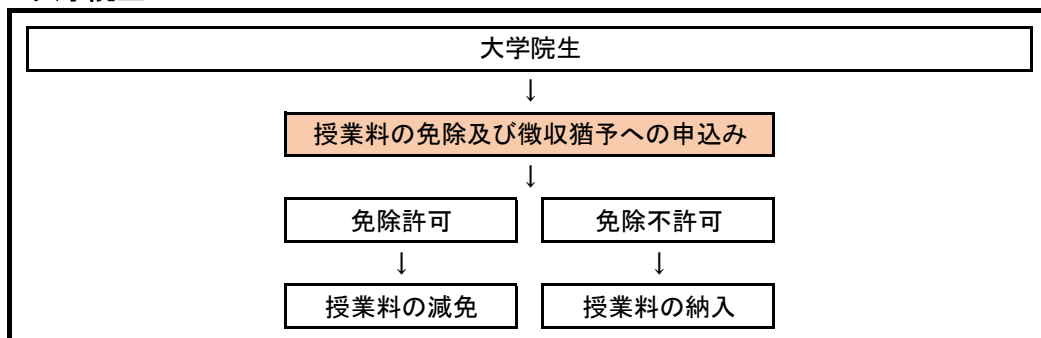 大学院生
↓
授業料の免除及び徴収猶予への申込み
↓
免除許可 免除不許可
↓ ↓
授業料の減免 授業料の納入